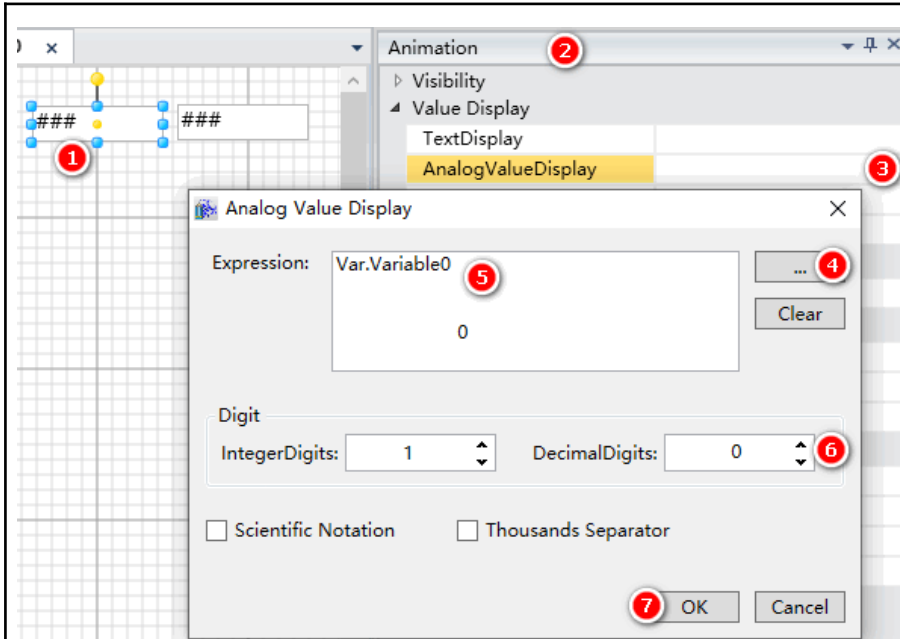 Animation 2
Visibility
Value Display
### ###
TextDisplay
1 AnalogValueDisplay 3
Analog Value Display
Expression: Var.Variable0 5 ... 4
Clear
0
Digit
IntegerDigits: 1 DecimalDigits: 0 6
Scientific Notation Thousands Separator
7 OK Cancel